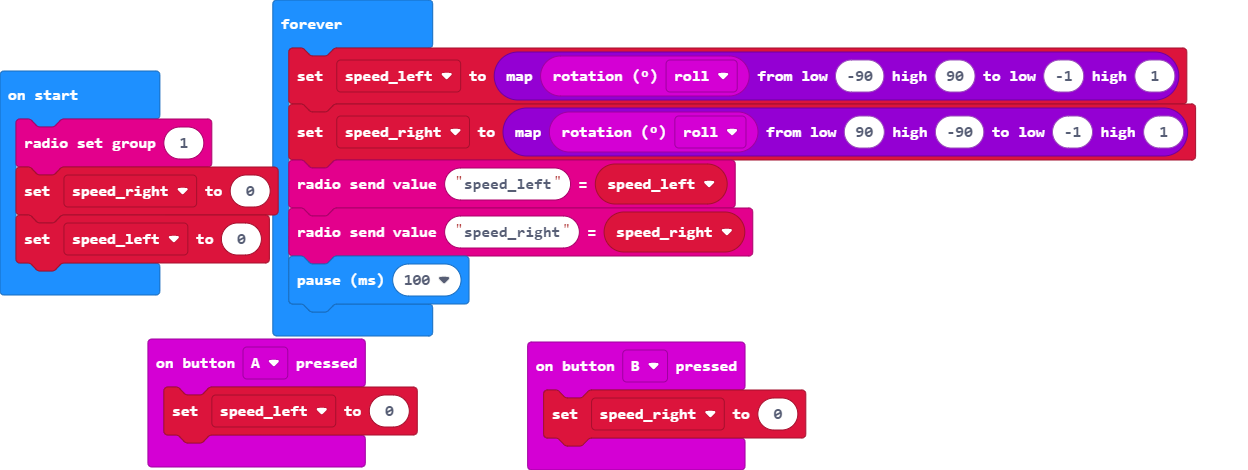 on start
radio set group 1
set speed_right to 0
set speed_left to 0
forever
set speed_left to map rotation (º) roll from low -90 high 90 to low -1 high 1
set speed_right to map rotation (º) roll from low 90 high -90 to low -1 high 1
radio send value "speed_left" = speed_left
radio send value "speed_right" = speed_right
pause (ms) 100
on button A pressed
set speed_left to 0
on button B pressed
set speed_right to 0